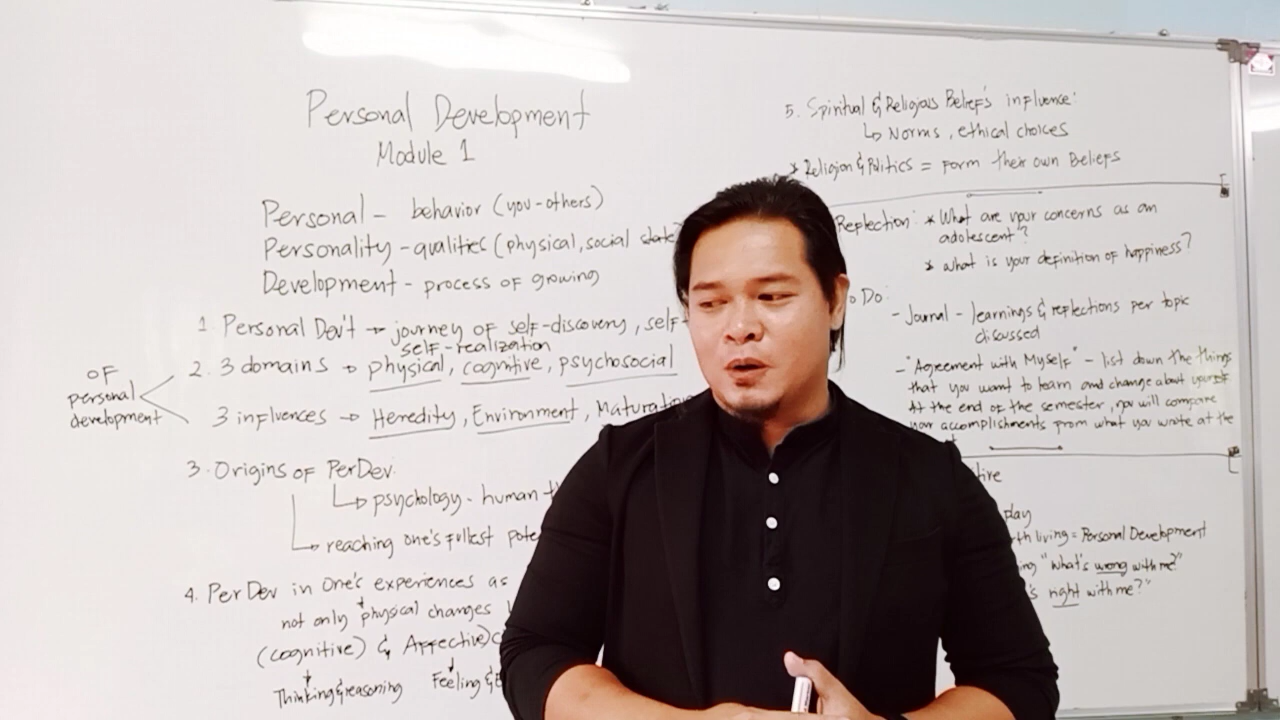 Personal Development
Module 1
Personal - behavior (you-others)
Personality - qualities (physical, social state
Development - process of growing
1. Personal Dev't → journey of self-discovery, self-
self-realization
OF personal development
2. 3 domains → physical, cognitive, psychosocial
3 influences → Heredity, Environment, Maturation
3. Origins of PerDev
↳ psychology - human
↳ reaching one's fullest
4. PerDev in one's experiences as
not only physical changes
(cognitive) & Affective)
Thinking & reasoning Feeling &
5. Spiritual & Religious Belief's influence:
↳ Norms, ethical choices
* Religion & Politics = form their own Beliefs
Reflection: * What are your concerns as an
adolescent?
* what is your definition of happiness?
o Do:
- Journal - learnings & reflections per topic
discussed
- "Agreement with Myself" - list down the things
that you want to learn and change about yourself
At the end of the semester, you will compare
your accomplishments from what you wrote at the
day
living = Personal Development
"what's wrong with me?"
's right with me?"